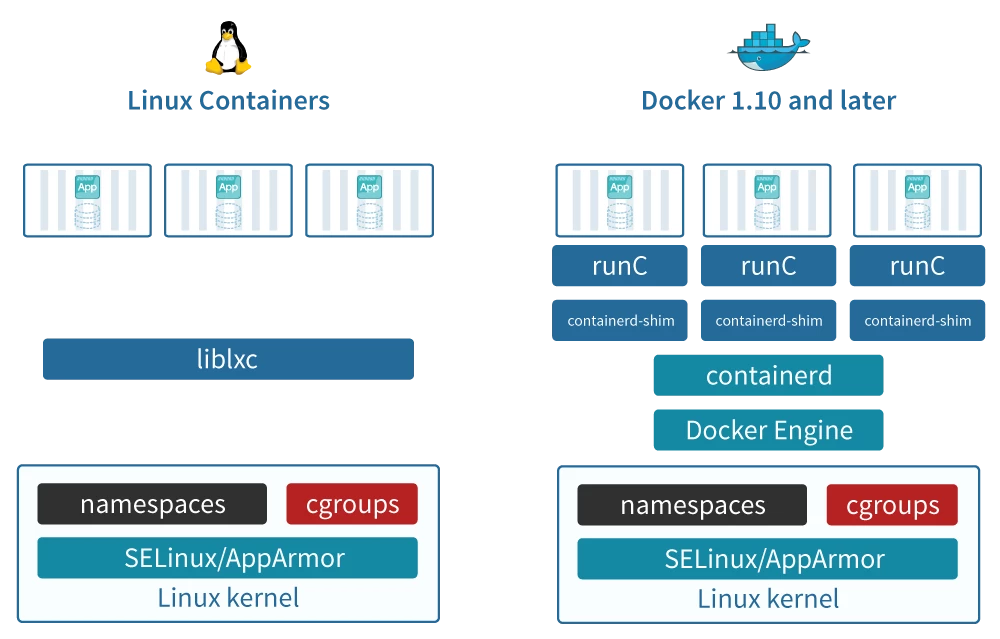 Linux Containers
App
App
App
liblxc
namespaces
cgroups
SELinux/AppArmor
Linux kernel
Docker 1.10 and later
App
App
App
runC
runC
runC
containerd-shim
containerd-shim
containerd-shim
containerd
Docker Engine
namespaces
cgroups
SELinux/AppArmor
Linux kernel